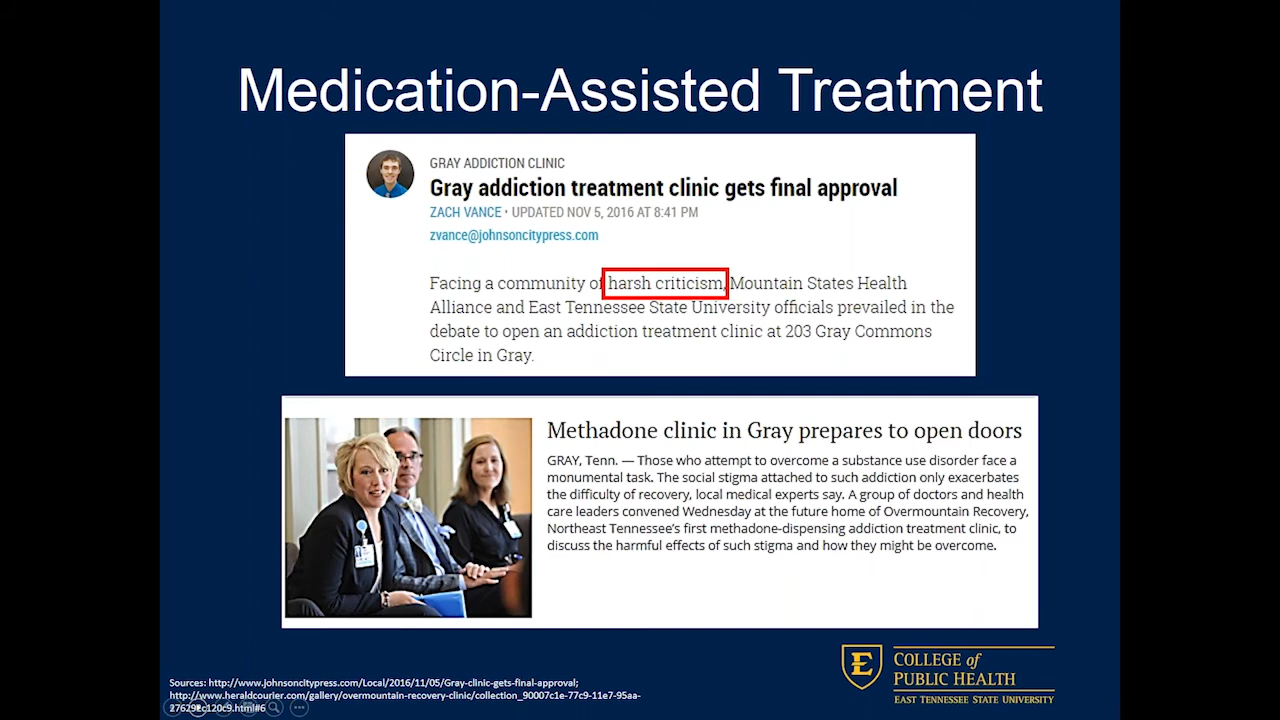 Medication-Assisted Treatment
GRAY ADDICTION CLINIC
Gray addiction treatment clinic gets final approval
ZACH VANCE • UPDATED NOV 5, 2016 AT 8:41 PM
zvance@johnsoncitypress.com
Facing a community of harsh criticism, Mountain States Health
Alliance and East Tennessee State University officials prevailed in the
debate to open an addiction treatment clinic at 203 Gray Commons
Circle in Gray.
Methadone clinic in Gray prepares to open doors
GRAY, Tenn. — Those who attempt to overcome a substance use disorder face a
monumental task. The social stigma attached to such addiction only exacerbates
the difficulty of recovery, local medical experts say. A group of doctors and health
care leaders convened Wednesday at the future home of Overmountain Recovery,
Northeast Tennessee's first methadone-dispensing addiction treatment clinic, to
discuss the harmful effects of such stigma and how they might be overcome.
E
COLLEGE of
PUBLIC HEALTH
EAST TENNESSEE STATE UNIVERSITY
Sources: http://www.johnsoncitypress.com/Local/2016/11/05/Gray-clinic-gets-final-approval;
http://www.heraldcourier.com/gallery/overmountain-recovery-clinic/collection_90007c1e-77c9-11e7-95aa-